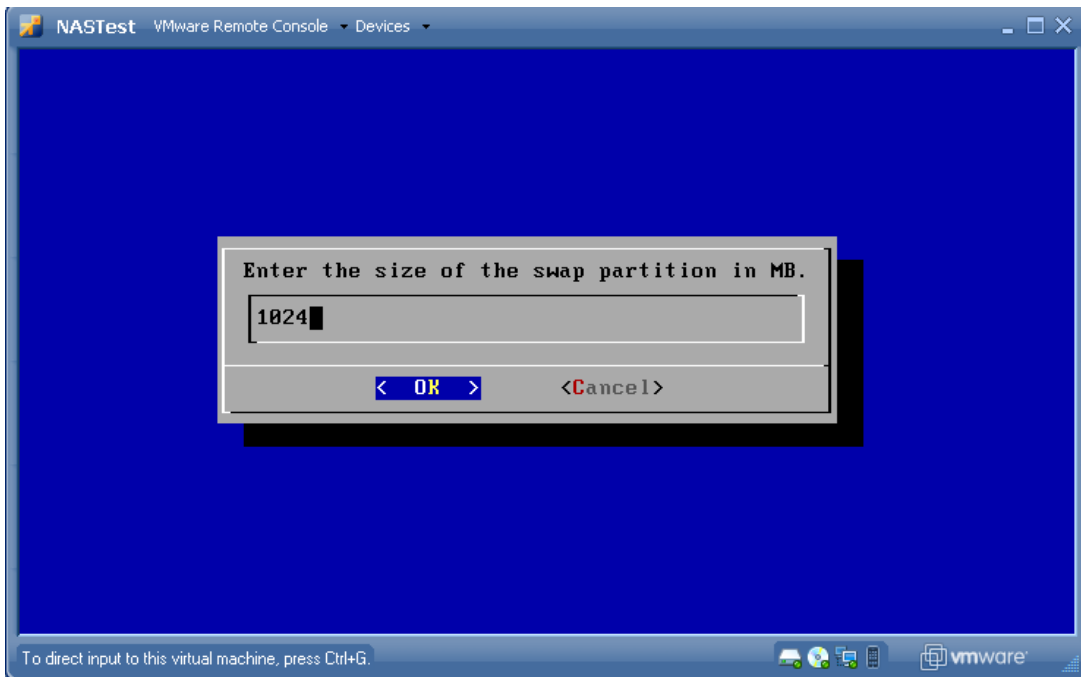 NASTest VMware Remote Console Devices
Enter the size of the swap partition in MB.
1024
< OK > <Cancel>
To direct input to this virtual machine, press Ctrl+G. vmware